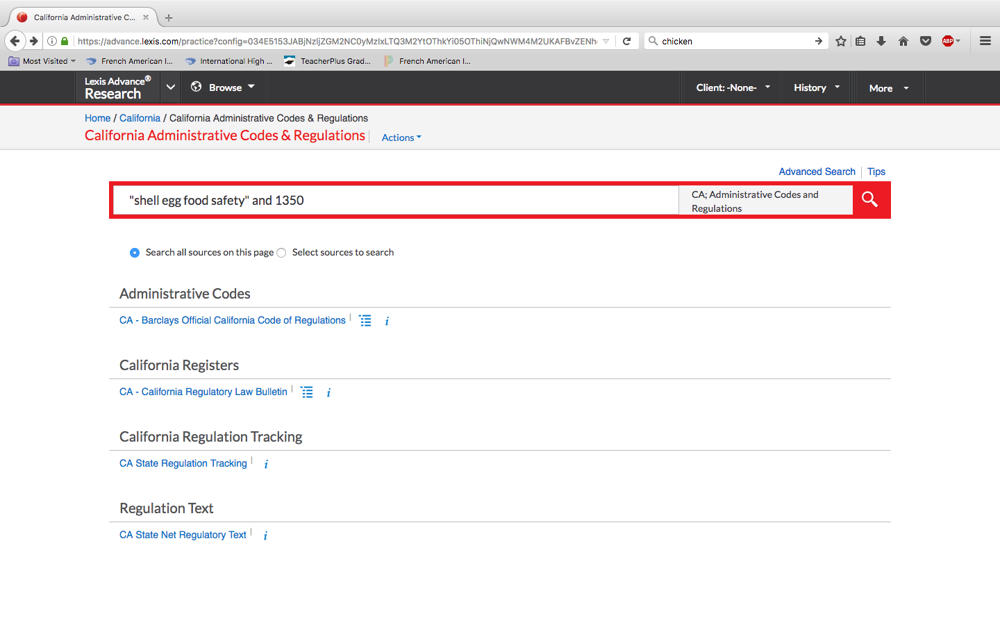 California Administrative C...
https://advance.lexis.com/practice?config=034E5153JABjNzljZGM2NC0yMzIxLTQ3M2YtOThkYi05OThiNjQwNWM4M2UKAFBvZENh
chicken
ABP
Most Visited
French American I...
International High ...
TeacherPlus Grad...
French American I...
Lexis Advance®
Research
Browse
Client: -None-
History
More
Home / California / California Administrative Codes & Regulations
California Administrative Codes & Regulations
Actions
Advanced Search
Tips
"shell egg food safety" and 1350
CA; Administrative Codes and
Regulations
Search all sources on this page
Select sources to search
Administrative Codes
CA - Barclays Official California Code of Regulations
i
California Registers
CA - California Regulatory Law Bulletin
i
California Regulation Tracking
CA State Regulation Tracking
i
Regulation Text
CA State Net Regulatory Text
i